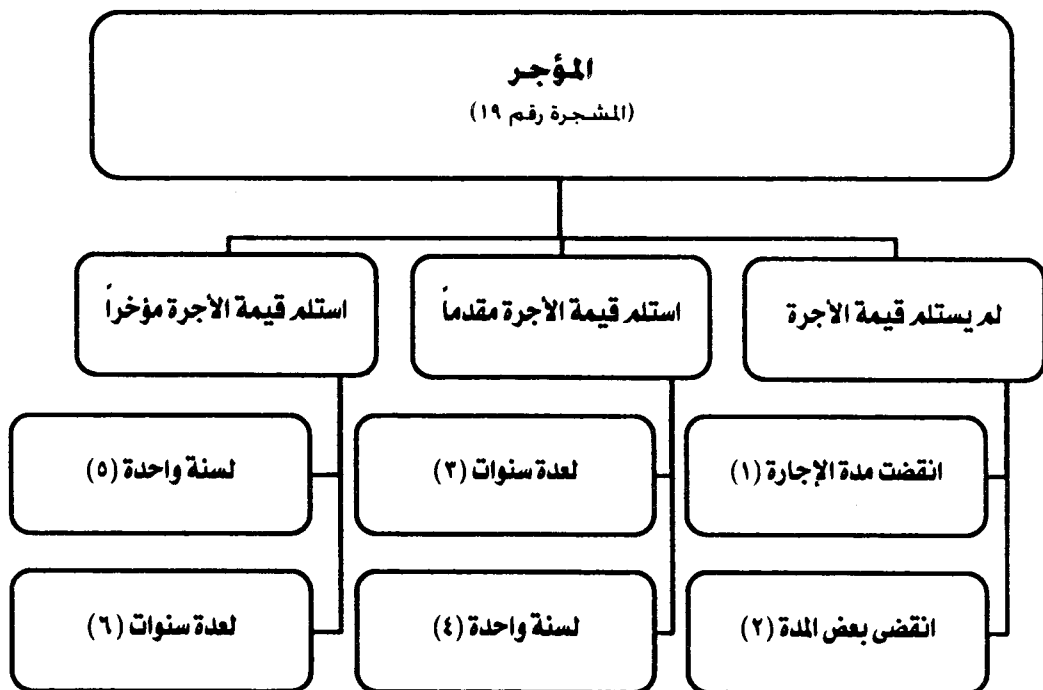 المؤجر
(المشجرة رقم ١٩)
لم يستلم قيمة الأجرة
استلم قيمة الأجرة مقدماً
استلم قيمة الأجرة مؤخراً
انقضت مدة الإجارة (١)
لعدة سنوات (٣)
لسنة واحدة (٥)
انقضى بعض المدة (٢)
لسنة واحدة (٤)
لعدة سنوات (٦)